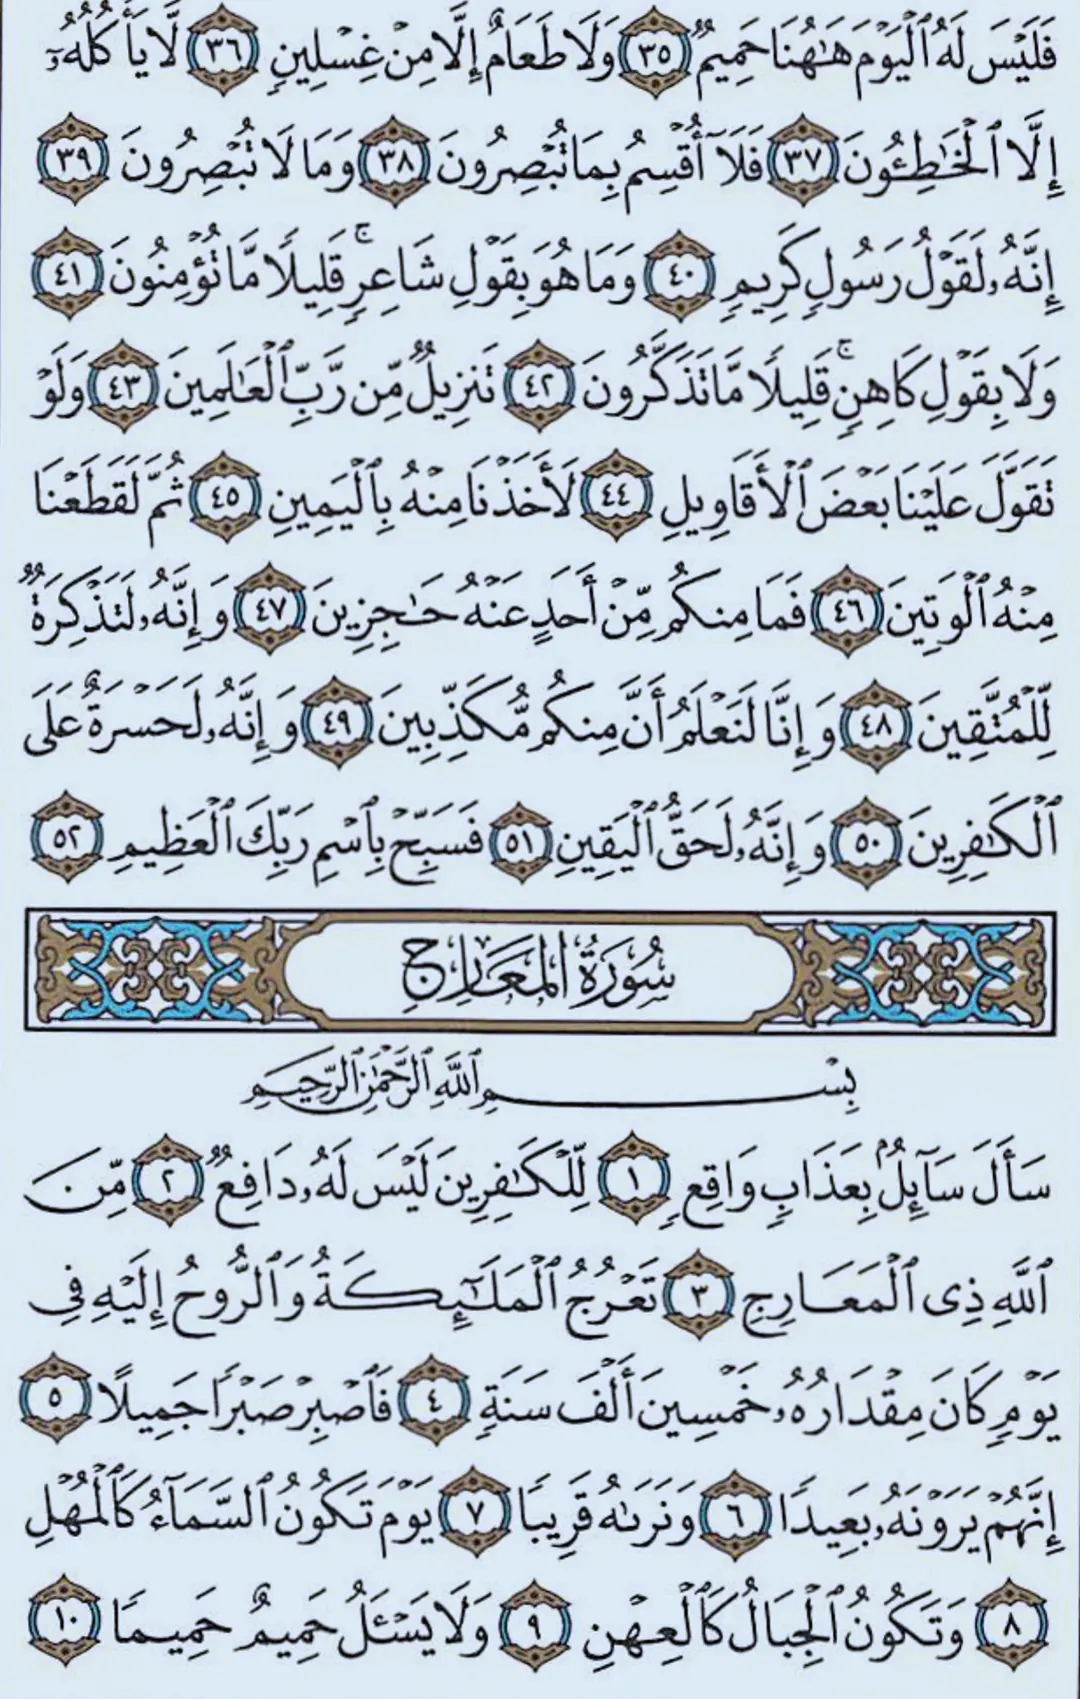 فَلَيْسَ لَهُ ٱلْيَوْمَ هَٰهُنَا حَمِيمٌ ٣٥ وَلَا طَعَامٌ إِلَّا مِنْ غِسْلِينٍ ٣٦ لَّا يَأْكُلُهُۥٓ
إِلَّا ٱلْخَٰطِـُٔونَ ٣٧ فَلَآ أُقْسِمُ بِمَا تُبْصِرُونَ ٣٨ وَمَا لَا تُبْصِرُونَ ٣٩
إِنَّهُۥ لَقَوْلُ رَسُولٍ كَرِيمٍ ٤٠ وَمَا هُوَ بِقَوْلِ شَاعِرٍ ۚ قَلِيلًا مَّا تُؤْمِنُونَ ٤١
وَلَا بِقَوْلِ كَاهِنٍ ۚ قَلِيلًا مَّا تَذَكَّرُونَ ٤٢ تَنزِيلٌ مِّن رَّبِّ ٱلْعَٰلَمِينَ ٤٣ وَلَوْ
تَقَوَّلَ عَلَيْنَا بَعْضَ ٱلْأَقَاوِيلِ ٤٤ لَأَخَذْنَا مِنْهُ بِٱلْيَمِينِ ٤٥ ثُمَّ لَقَطَعْنَا
مِنْهُ ٱلْوَتِينَ ٤٦ فَمَا مِنكُم مِّنْ أَحَدٍ عَنْهُ حَٰجِزِينَ ٤٧ وَإِنَّهُۥ لَتَذْكِرَةٌ
لِّلْمُتَّقِينَ ٤٨ وَإِنَّا لَنَعْلَمُ أَنَّ مِنكُم مُّكَذِّبِينَ ٤٩ وَإِنَّهُۥ لَحَسْرَةٌ عَلَى
ٱلْكَٰفِرِينَ ٥٠ وَإِنَّهُۥ لَحَقُّ ٱلْيَقِينِ ٥١ فَسَبِّحْ بِٱسْمِ رَبِّكَ ٱلْعَظِيمِ ٥٢
سُورَةُ المَعَارِجِ
بِسْمِ ٱللَّهِ ٱلرَّحْمَٰنِ ٱلرَّحِيمِ
سَأَلَ سَآئِلٌۢ بِعَذَابٍ وَاقِعٍ ١ لِّلْكَٰفِرِينَ لَيْسَ لَهُۥ دَافِعٌ ٢ مِّنَ
ٱللَّهِ ذِى ٱلْمَعَارِجِ ٣ تَعْرُجُ ٱلْمَلَٰٓئِكَةُ وَٱلرُّوحُ إِلَيْهِ فِى
يَوْمٍ كَانَ مِقْدَارُهُۥ خَمْسِينَ أَلْفَ سَنَةٍ ٤ فَٱصْبِرْ صَبْرًا جَمِيلًا ٥
إِنَّهُمْ يَرَوْنَهُۥ بَعِيدًا ٦ وَنَرَىٰهُ قَرِيبًا ٧ يَوْمَ تَكُونُ ٱلسَّمَآءُ كَٱلْمُهْلِ
٨ وَتَكُونُ ٱلْجِبَالُ كَٱلْعِهْنِ ٩ وَلَا يَسْـَٔلُ حَمِيمٌ حَمِيمًا ١٠